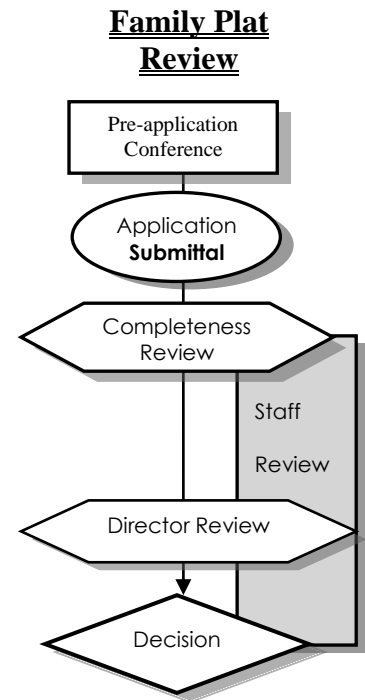 Family Plat
Review
Pre-application
Conference
Application
Submittal
Completeness
Review
Staff
Review
Director Review
Decision